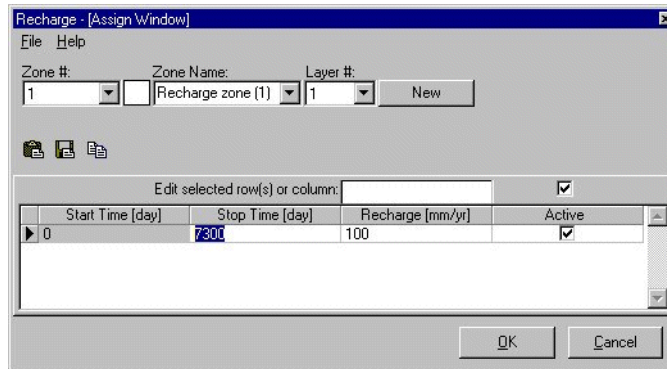 Recharge - [Assign Window]
File Help
Zone #: Zone Name: Layer #:
1 Recharge zone (1) 1 New
Edit selected row(s) or column:
Start Time [day] Stop Time [day] Recharge [mm/yr] Active
0 7300 100
OK Cancel